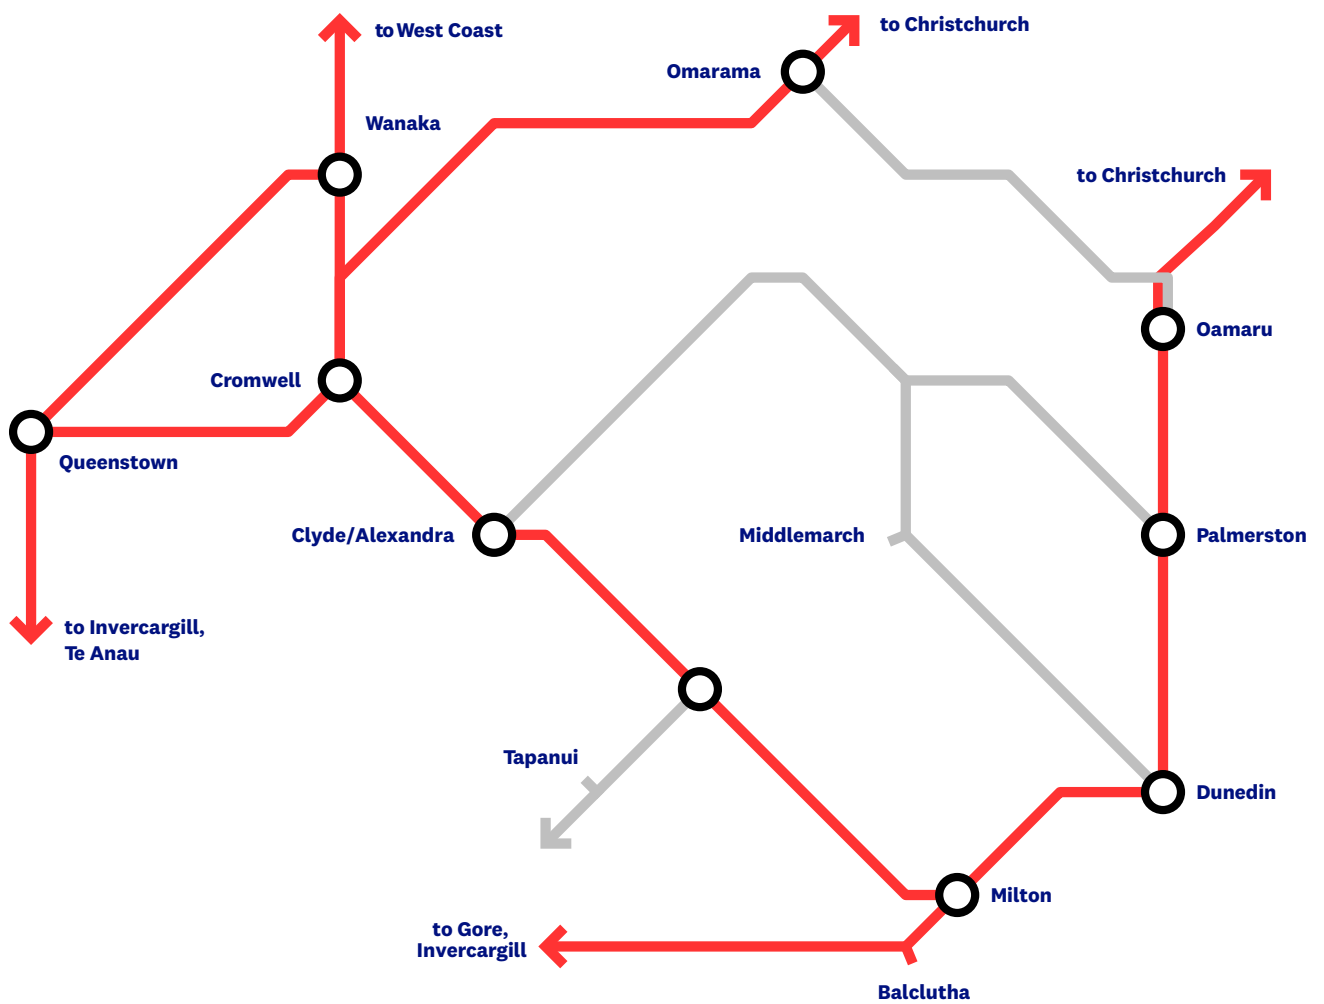 to West Coast
to Christchurch
Omarama
Wanaka
to Christchurch
Oamaru
Cromwell
Queenstown
Clyde/Alexandra
Middlemarch
Palmerston
to Invercargill,
Te Anau
Tapanui
Dunedin
Milton
to Gore,
Invercargill
Balclutha